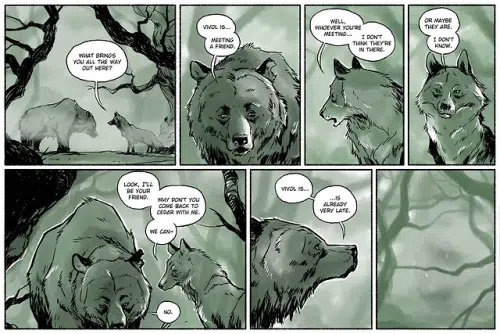 WHAT BRINGS
YOU ALL THE WAY
OUT HERE?
VIVOL IS...
MEETING
A FRIEND.
WELL,
WHOEVER YOU'RE
MEETING...
I DON'T
THINK THEY'RE
IN THERE.
OR MAYBE
THEY ARE.
I DON'T
KNOW.
LOOK, I'LL
BE YOUR
FRIEND.
WHY DON'T YOU
COME BACK TO
CEDAR WITH ME.
WE CAN-
NO.
VIVOL IS...
...IS
ALREADY
VERY LATE.